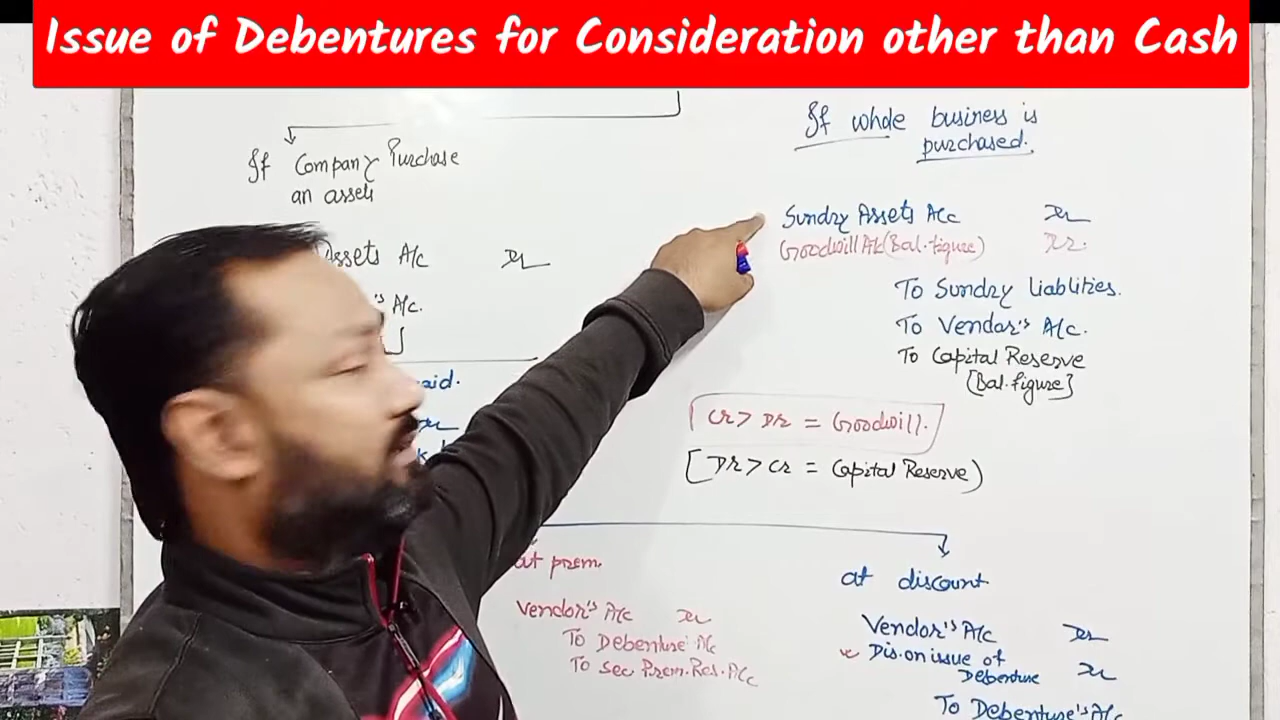 Issue of Debentures for Consideration other than Cash
If Company Purchase
an assets
Assets A/c Dr
's A/c.
aid.
If whole business is
purchased.
Sundry Assets A/c Dr
Goodwill A/c (Bal. figure) Dr.
To Sundry Liablities.
To Vendor's A/c.
To Capital Reserve
[Bal. figure]
Cr > Dr = Goodwill.
[Dr > Cr = Capital Reserve)
at prem.
Vendor's A/c Dr
To Debenture A/c
To Sec Prem. Res. A/c
at discount
Vendor's A/c Dr
Dis. on issue of
Debenture Dr
To Debenture's A/c